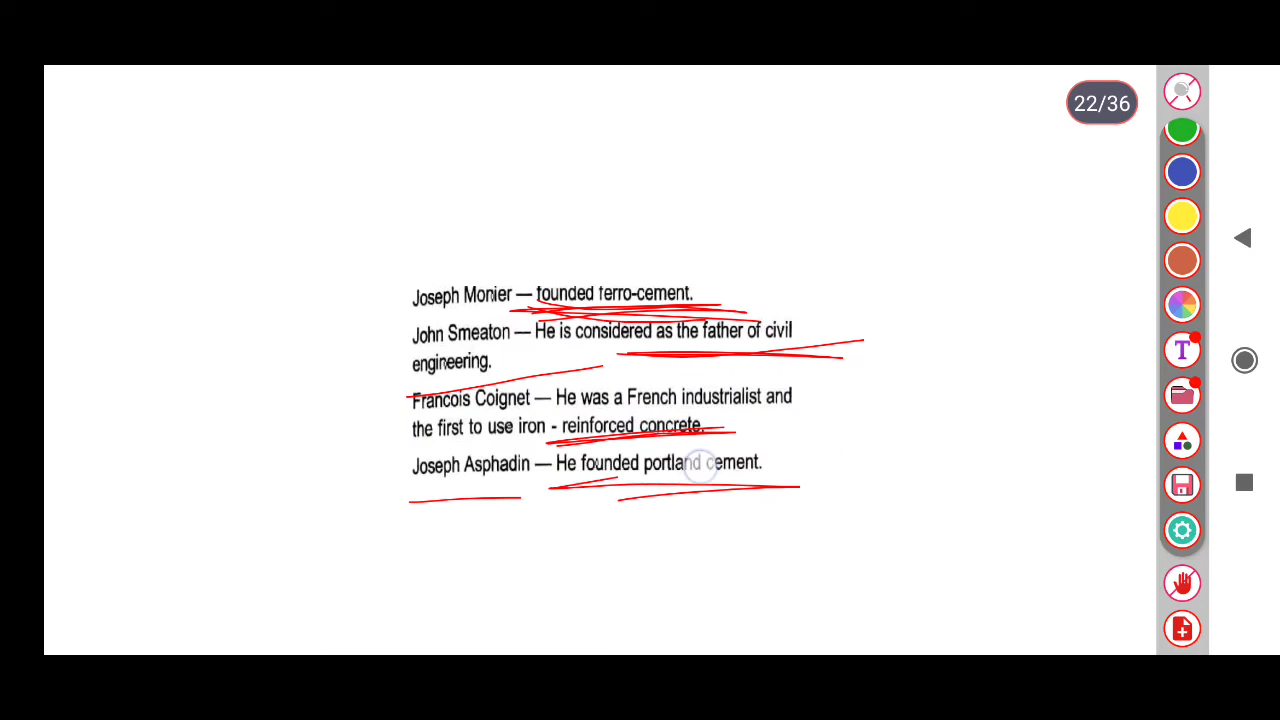 22/36
Joseph Monier — founded ferro-cement.
John Smeaton — He is considered as the father of civil
engineering.
Francois Coignet — He was a French industrialist and
the first to use iron - reinforced concrete.
Joseph Asphadin — He founded portland cement.
T